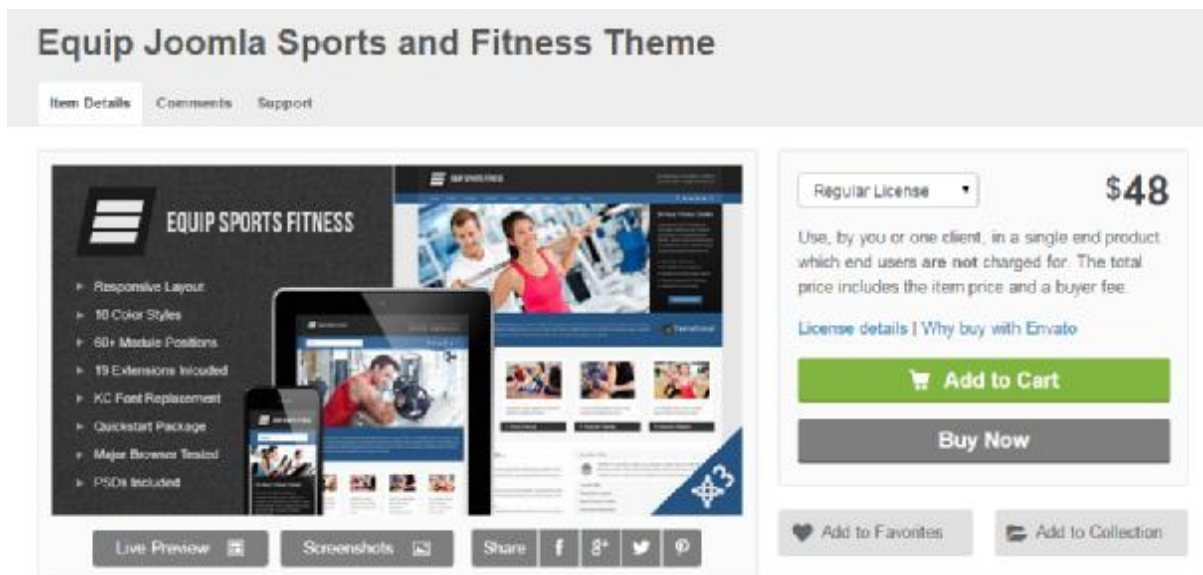 Equip Joomla Sports and Fitness Theme
Item Details Comments Support
EQUIP SPORTS FITNESS
Responsive Layout
18 Color Styles
60+ Module Positions
19 Extensions Inlcuded
KC Font Replacement
Quickstart Package
Major Browser Tested
PSDs Included
3
Live Preview
Screenshots
Share f g+
Regular License $48
Use, by you or one client, in a single end product
which end users are not charged for. The total
price includes the item price and a buyer fee.
License details | Why buy with Envato
Add to Cart
Buy Now
Add to Favorites Add to Collection